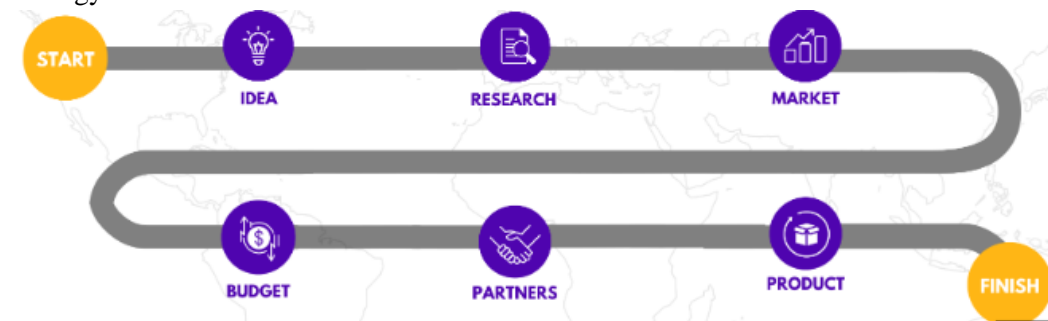 START
IDEA
RESEARCH
MARKET
$
BUDGET
PARTNERS
PRODUCT
FINISH